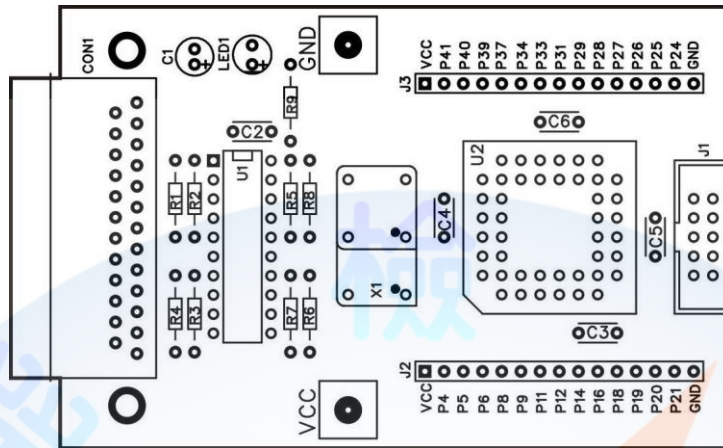 CON1
C1
LED1
GND
R9
C2
U1
R1
R2
R5
R8
R4
R3
R7
R6
X1
VCC
C4
C6
U2
C5
C3
J3
VCC
P41
P40
P39
P37
P34
P33
P31
P29
P28
P27
P26
P25
P24
GND
J1
J2
VCC
P4
P5
P6
P8
P9
P11
P12
P14
P16
P18
P19
P20
P21
GND
能
檢